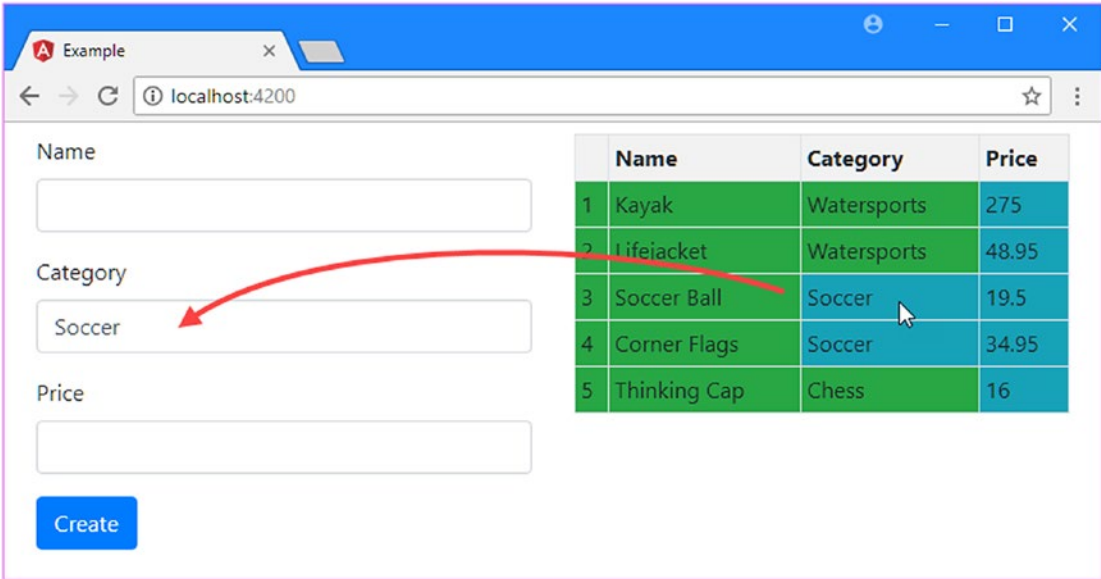 Example
localhost:4200
Name
Category
Soccer
Price
Create
Name Category Price
1 Kayak Watersports 275
2 Lifejacket Watersports 48.95
3 Soccer Ball Soccer 19.5
4 Corner Flags Soccer 34.95
5 Thinking Cap Chess 16